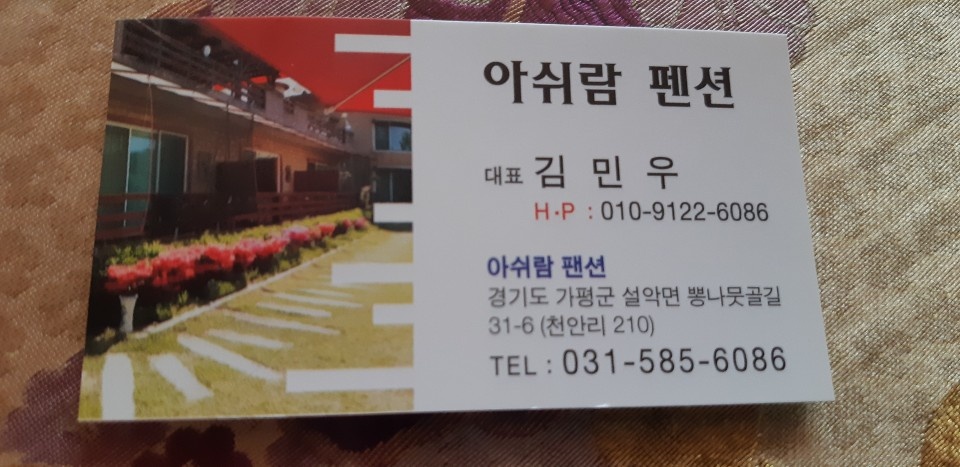 아쉬람 펜션
대표 김 민 우
H·P : 010-9122-6086
아쉬람 팬션
경기도 가평군 설악면 뽕나뭇골길
31-6 (천안리 210)
TEL : 031-585-6086